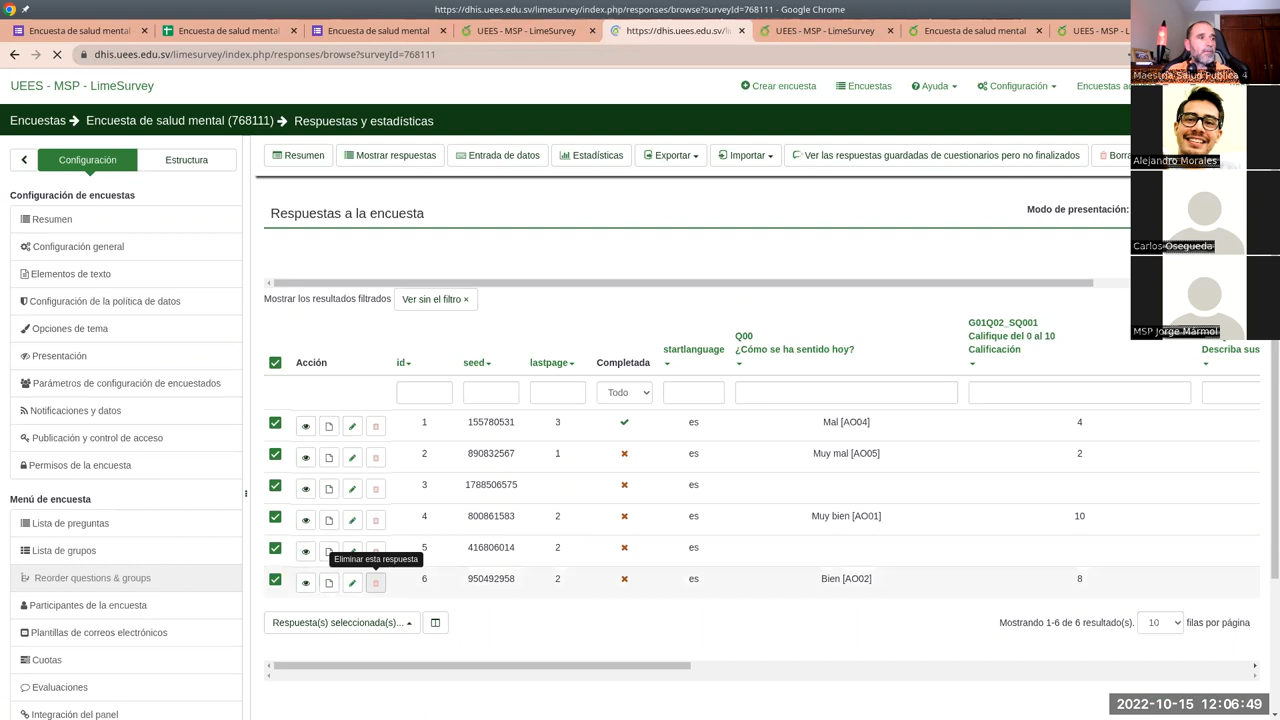 https://dhis.uees.edu.sv/limesurvey/index.php/responses/browse?surveyId=768111 - Google Chrome
Encuesta de salud mental
Encuesta de salud mental
Encuesta de salud mental
UEES - MSP - LimeSurvey
https://dhis.uees.edu.sv/li
UEES - MSP - LimeSurvey
Encuesta de salud mental
UEES - MSP - L
dhis.uees.edu.sv/limesurvey/index.php/responses/browse?surveyId=768111
UEES - MSP - LimeSurvey
Crear encuesta
Encuestas
Ayuda
Configuración
Encuestas a
Encuestas → Encuesta de salud mental (768111) → Respuestas y estadísticas
Configuración
Estructura
Resumen
Mostrar respuestas
Entrada de datos
Estadísticas
Exportar
Importar
Ver las respuestas guardadas de cuestionarios pero no finalizados
Borra
Configuración de encuestas
Resumen
Configuración general
Elementos de texto
Configuración de la política de datos
Opciones de tema
Presentación
Parámetros de configuración de encuestados
Notificaciones y datos
Publicación y control de acceso
Permisos de la encuesta
Menú de encuesta
Lista de preguntas
Lista de grupos
Reorder questions & groups
Participantes de la encuesta
Plantillas de correos electrónicos
Cuotas
Evaluaciones
Integración del panel
Respuestas a la encuesta
Modo de presentación:
Mostrar los resultados filtrados
Ver sin el filtro ×
Acción
id
seed
lastpage
Completada
startlanguage
Q00
¿Cómo se ha sentido hoy?
G01Q02_SQ001
Califique del 0 al 10
Calificación
Describa sus
Todo
1 155780531 3 es Mal [AO04] 4
2 890832567 1 es Muy mal [AO05] 2
3 1788506575 es
4 800861583 2 es Muy bien [AO01] 10
5 416806014 2 es
Eliminar esta respuesta
6 950492958 2 es Bien [AO02] 8
Respuesta(s) seleccionada(s)...
Mostrando 1-6 de 6 resultado(s).
10
filas por página
Maestria Salud Publica 4
Alejandro Morales
Carlos Osegueda
MSP Jorge Mármol
2022-10-15 12:06:49